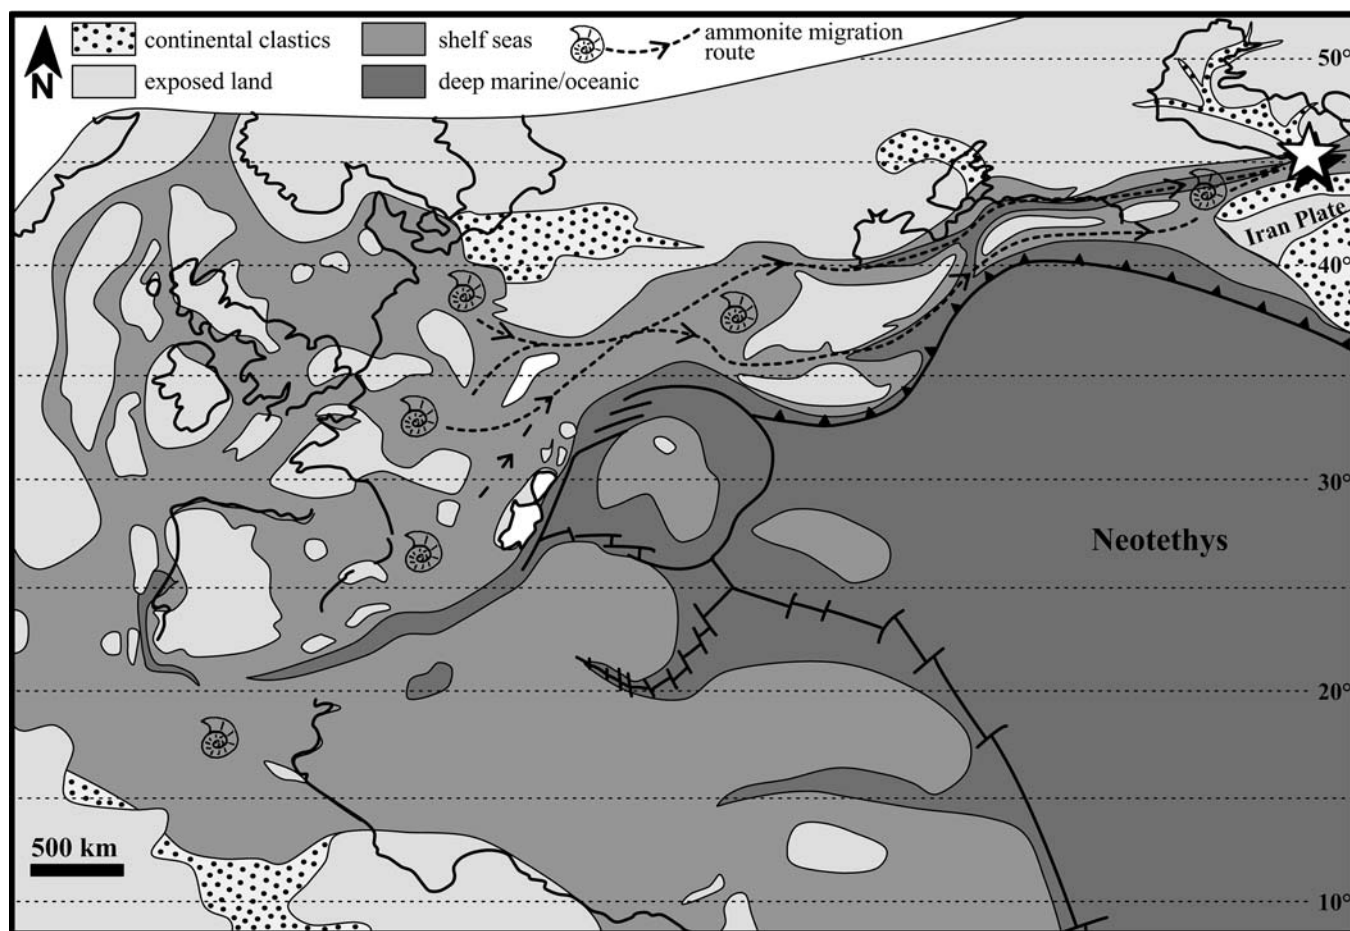 continental clastics
exposed land
shelf seas
deep marine/oceanic
ammonite migration
route
N
50°
Iran Plate
40°
30°
Neotethys
20°
500 km
10°